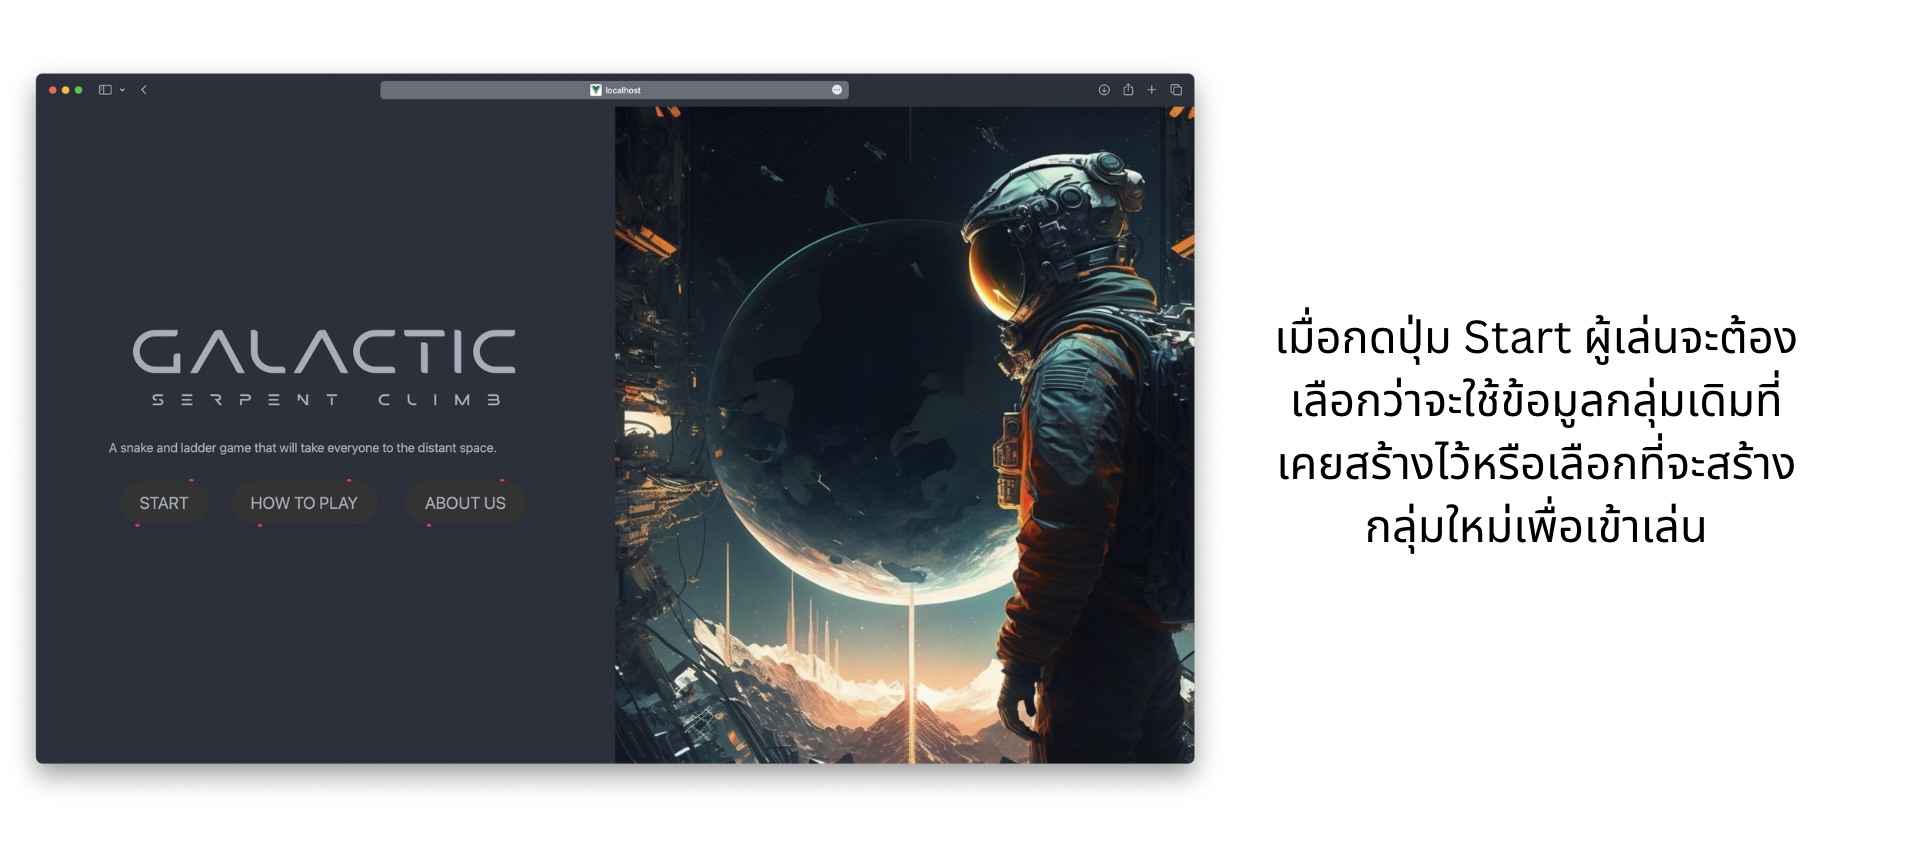 localhost
GALACTIC
SERPENT CLIMB
A snake and ladder game that will take everyone to the distant space.
START
HOW TO PLAY
ABOUT US
เมื่อกดปุ่ม Start ผู้เล่นจะต้อง
เลือกว่าจะใช้ข้อมูลกลุ่มเดิมที่
เคยสร้างไว้หรือเลือกที่จะสร้าง
กลุ่มใหม่เพื่อเข้าเล่น